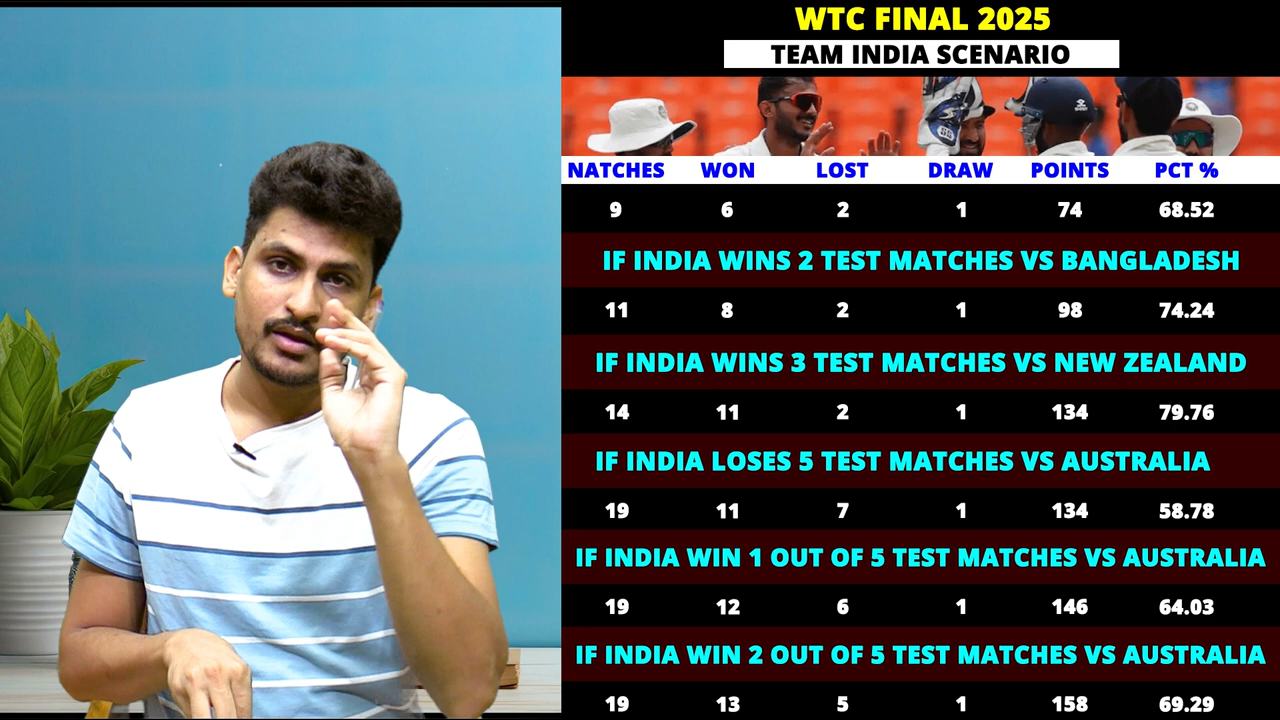 WTC FINAL 2025
TEAM INDIA SCENARIO
NATCHES WON LOST DRAW POINTS PCT %
9 6 2 1 74 68.52
IF INDIA WINS 2 TEST MATCHES VS BANGLADESH
11 8 2 1 98 74.24
IF INDIA WINS 3 TEST MATCHES VS NEW ZEALAND
14 11 2 1 134 79.76
IF INDIA LOSES 5 TEST MATCHES VS AUSTRALIA
19 11 7 1 134 58.78
IF INDIA WIN 1 OUT OF 5 TEST MATCHES VS AUSTRALIA
19 12 6 1 146 64.03
IF INDIA WIN 2 OUT OF 5 TEST MATCHES VS AUSTRALIA
19 13 5 1 158 69.29